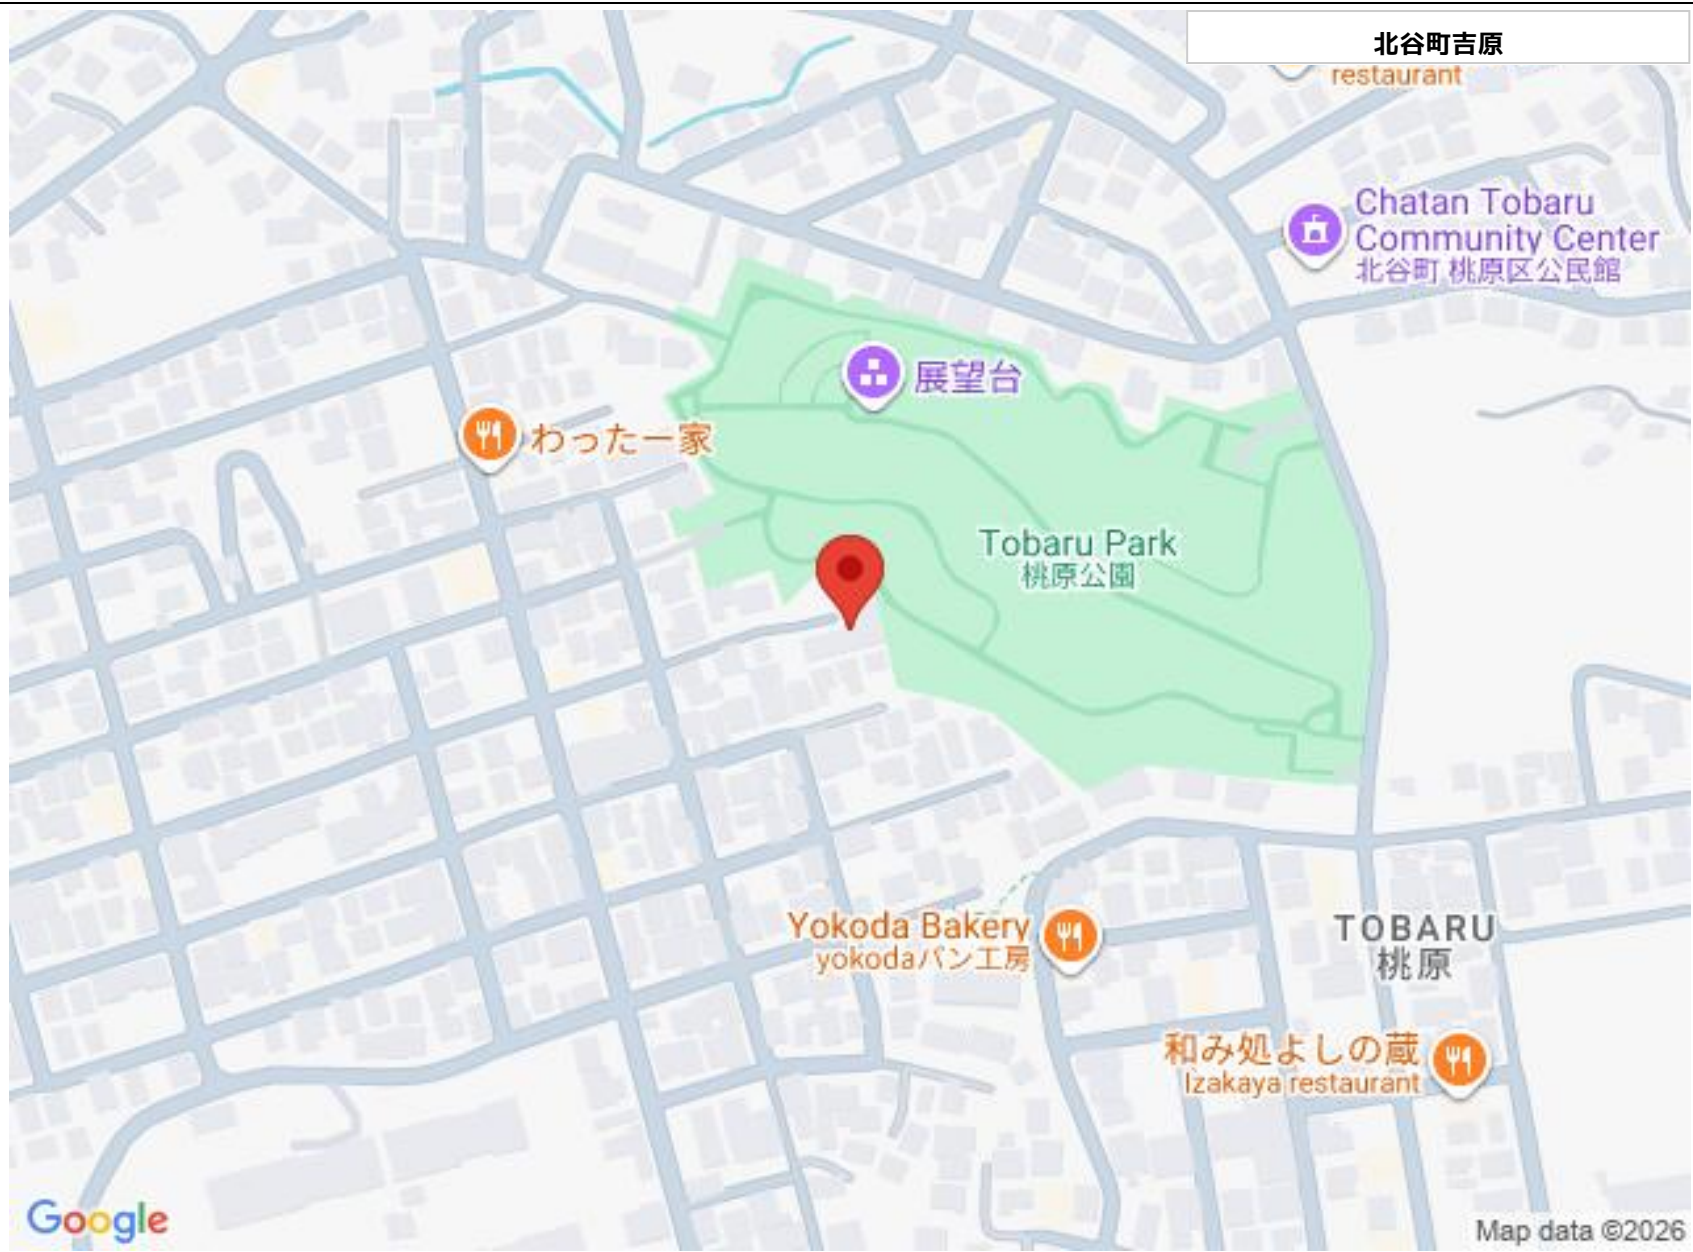 北谷町吉原
restaurant
Chatan Tobaru
Community Center
北谷町 桃原区公民館
展望台
わったー家
Tobaru Park
桃原公園
Yokoda Bakery
yokodaパン工房
TOBARU
桃原
和み処よしの蔵
Izakaya restaurant
Google
Map data ©2026